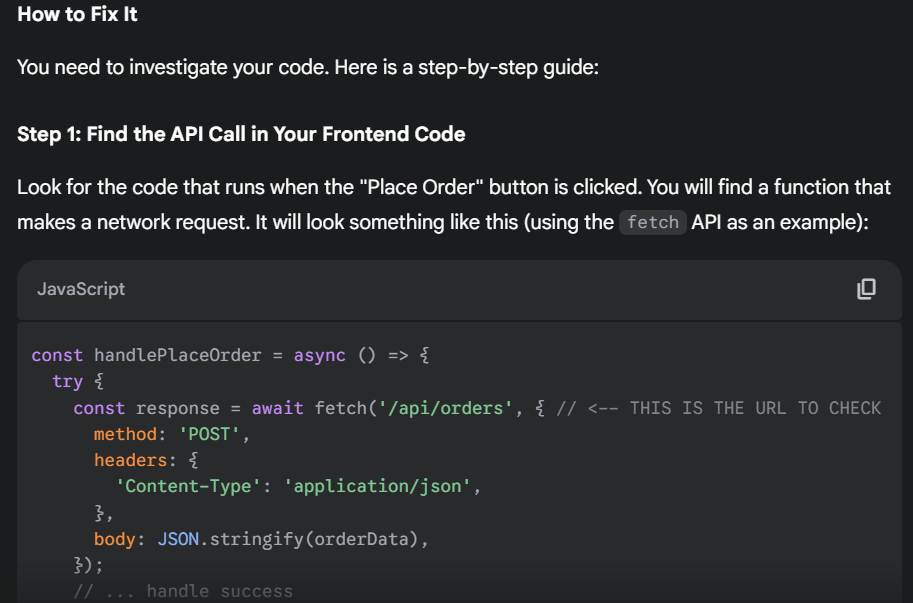 How to Fix It
You need to investigate your code. Here is a step-by-step guide:
Step 1: Find the API Call in Your Frontend Code
Look for the code that runs when the "Place Order" button is clicked. You will find a function that
makes a network request. It will look something like this (using the fetch API as an example):
JavaScript
const handlePlaceOrder = async () => {
  try {
    const response = await fetch('/api/orders', { // <-- THIS IS THE URL TO CHECK
      method: 'POST',
      headers: {
        'Content-Type': 'application/json',
      },
      body: JSON.stringify(orderData),
    });
    // ... handle success